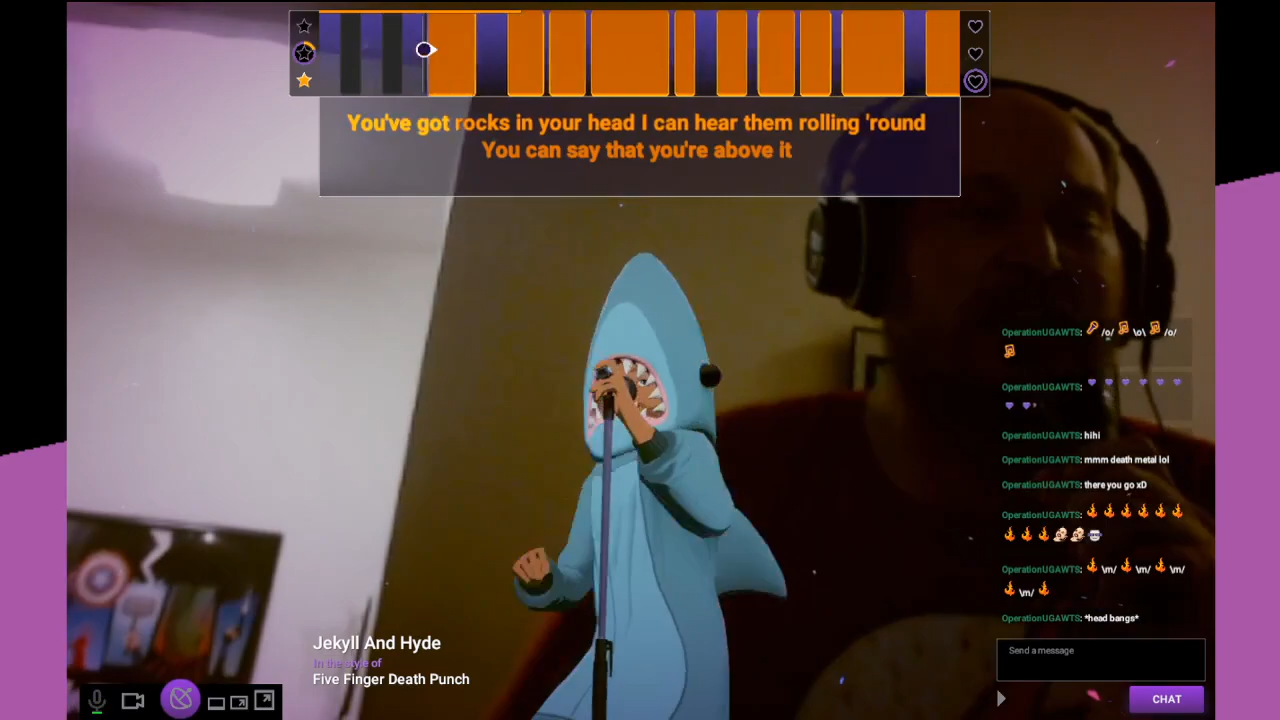 You've got rocks in your head I can hear them rolling 'round
You can say that you're above it
OperationUGAWTS: /o/ \o\ /o/
OperationUGAWTS:
OperationUGAWTS: hihi
OperationUGAWTS: mmm death metal lol
OperationUGAWTS: there you go xD
OperationUGAWTS:
OperationUGAWTS: \m/ \m/ \m/
\m/
OperationUGAWTS: *head bangs*
Send a message
CHAT
Jekyll And Hyde
In the style of
Five Finger Death Punch